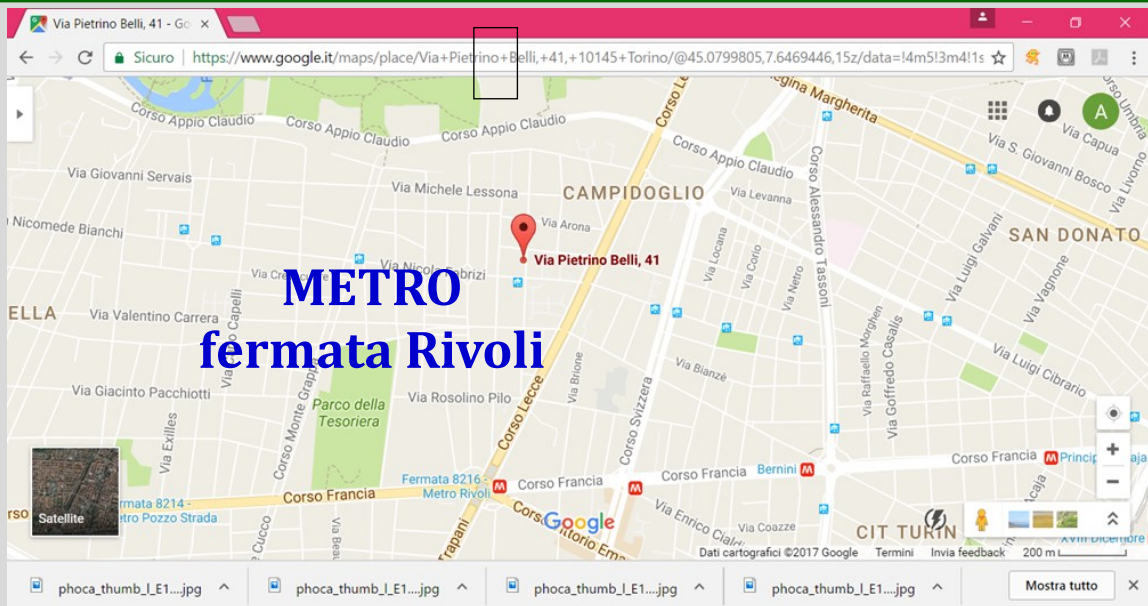 Via Pietrino Belli, 41 - Go
Sicuro | https://www.google.it/maps/place/Via+Pietrino+Belli,+41,+10145+Torino/@45.0799805,7.6469446,15z/data=!4m5!3m4!1s
Corso Appio Claudio
Corso Appio Claudio
Corso Appio Claudio
Corso Appio Claudio
Regina Margherita
Corso Umbria
A
Via Capua
Via S. Giovanni Bosco
Via Livorno
Via Giovanni Servais
Via Michele Lessona
CAMPIDOGLIO
Via Levanna
Corso Alessandro Tassoni
Nicomede Bianchi
Via Arona
Via Pietrino Belli, 41
SAN DONATO
Via Luigi Galvani
Via Locana
Via Corio
Via Netro
Via Vagnone
Via Nicola Fabrizi
METRO
fermata Rivoli
ELLA
Via Valentino Carrera
Capelli
Via Raffaello Morghen
Via Goffredo Casalis
Via Luigi Cibrario
Via Bianzè
Via Brione
Via Giacinto Pacchiotti
Corso Monte Grappa
Parco della
Tesoriera
Via Rosolino Pilo
Corso Lecce
Corso Svizzera
Via Exilles
Corso Francia
Fermata 8216 -
Metro Rivoli
Corso Francia
Corso Francia
Bernini
Corso Francia
Princip
Satellite
rmata 8214 -
tro Pozzo Strada
Trapani
Google
Via Enrico Cialdi
Via Coazze
CIT TURIN
XVIII Dicembre
Dati cartografici ©2017 Google Termini Invia feedback 200 m
phoca_thumb_l_E1....jpg
phoca_thumb_l_E1....jpg
phoca_thumb_l_E1....jpg
phoca_thumb_l_E1....jpg
Mostra tutto